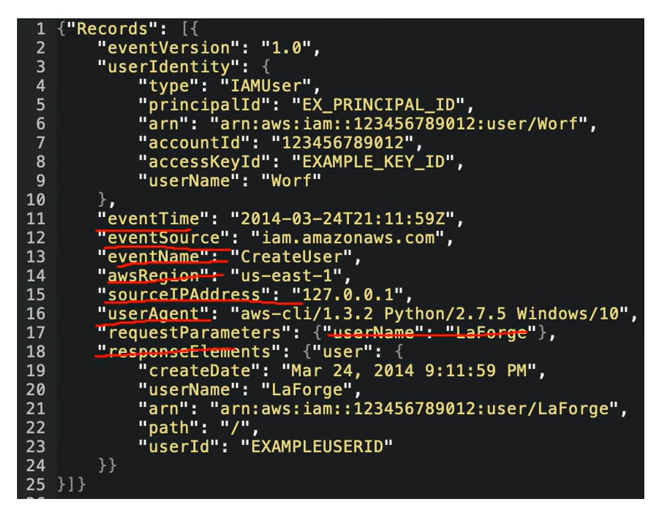 1 {"Records": [{
2 "eventVersion": "1.0",
3 "userIdentity": {
4 "type": "IAMUser",
5 "principalId": "EX_PRINCIPAL_ID",
6 "arn": "arn:aws:iam::123456789012:user/Worf",
7 "accountId": "123456789012",
8 "accessKeyId": "EXAMPLE_KEY_ID",
9 "userName": "Worf"
10 },
11 "eventTime": "2014-03-24T21:11:59Z",
12 "eventSource": "iam.amazonaws.com",
13 "eventName": "CreateUser",
14 "awsRegion": "us-east-1",
15 "sourceIPAddress": "127.0.0.1",
16 "userAgent": "aws-cli/1.3.2 Python/2.7.5 Windows/10",
17 "requestParameters": {"userName": "LaForge"},
18 "responseElements": {"user": {
19 "createDate": "Mar 24, 2014 9:11:59 PM",
20 "userName": "LaForge",
21 "arn": "arn:aws:iam::123456789012:user/LaForge",
22 "path": "/",
23 "userId": "EXAMPLEUSERID"
24 }}
25 }]}